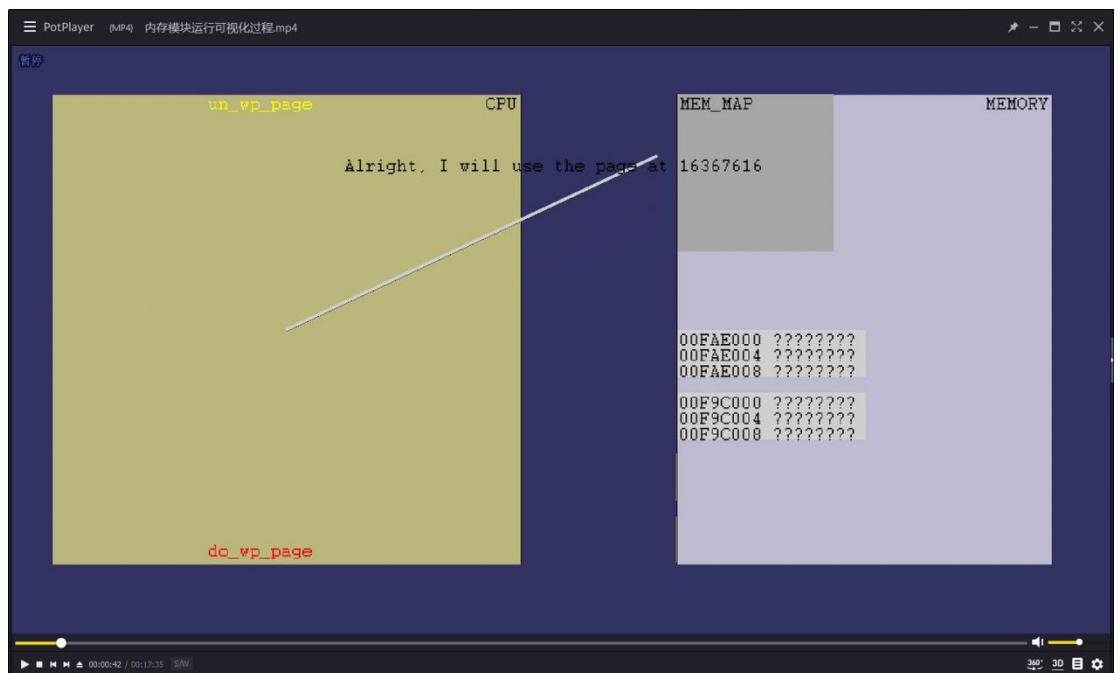 PotPlayer (MP4) 内存模块运行可视化过程.mp4
暂停
un_wp_page CPU MEM_MAP MEMORY
Alright, I will use the page at 16367616
00FAE000 ????????
00FAE004 ????????
00FAE008 ????????
00F9C000 ????????
00F9C004 ????????
00F9C008 ????????
do_wp_page
00:00:42 / 00:17:35 S/W
360° 3D